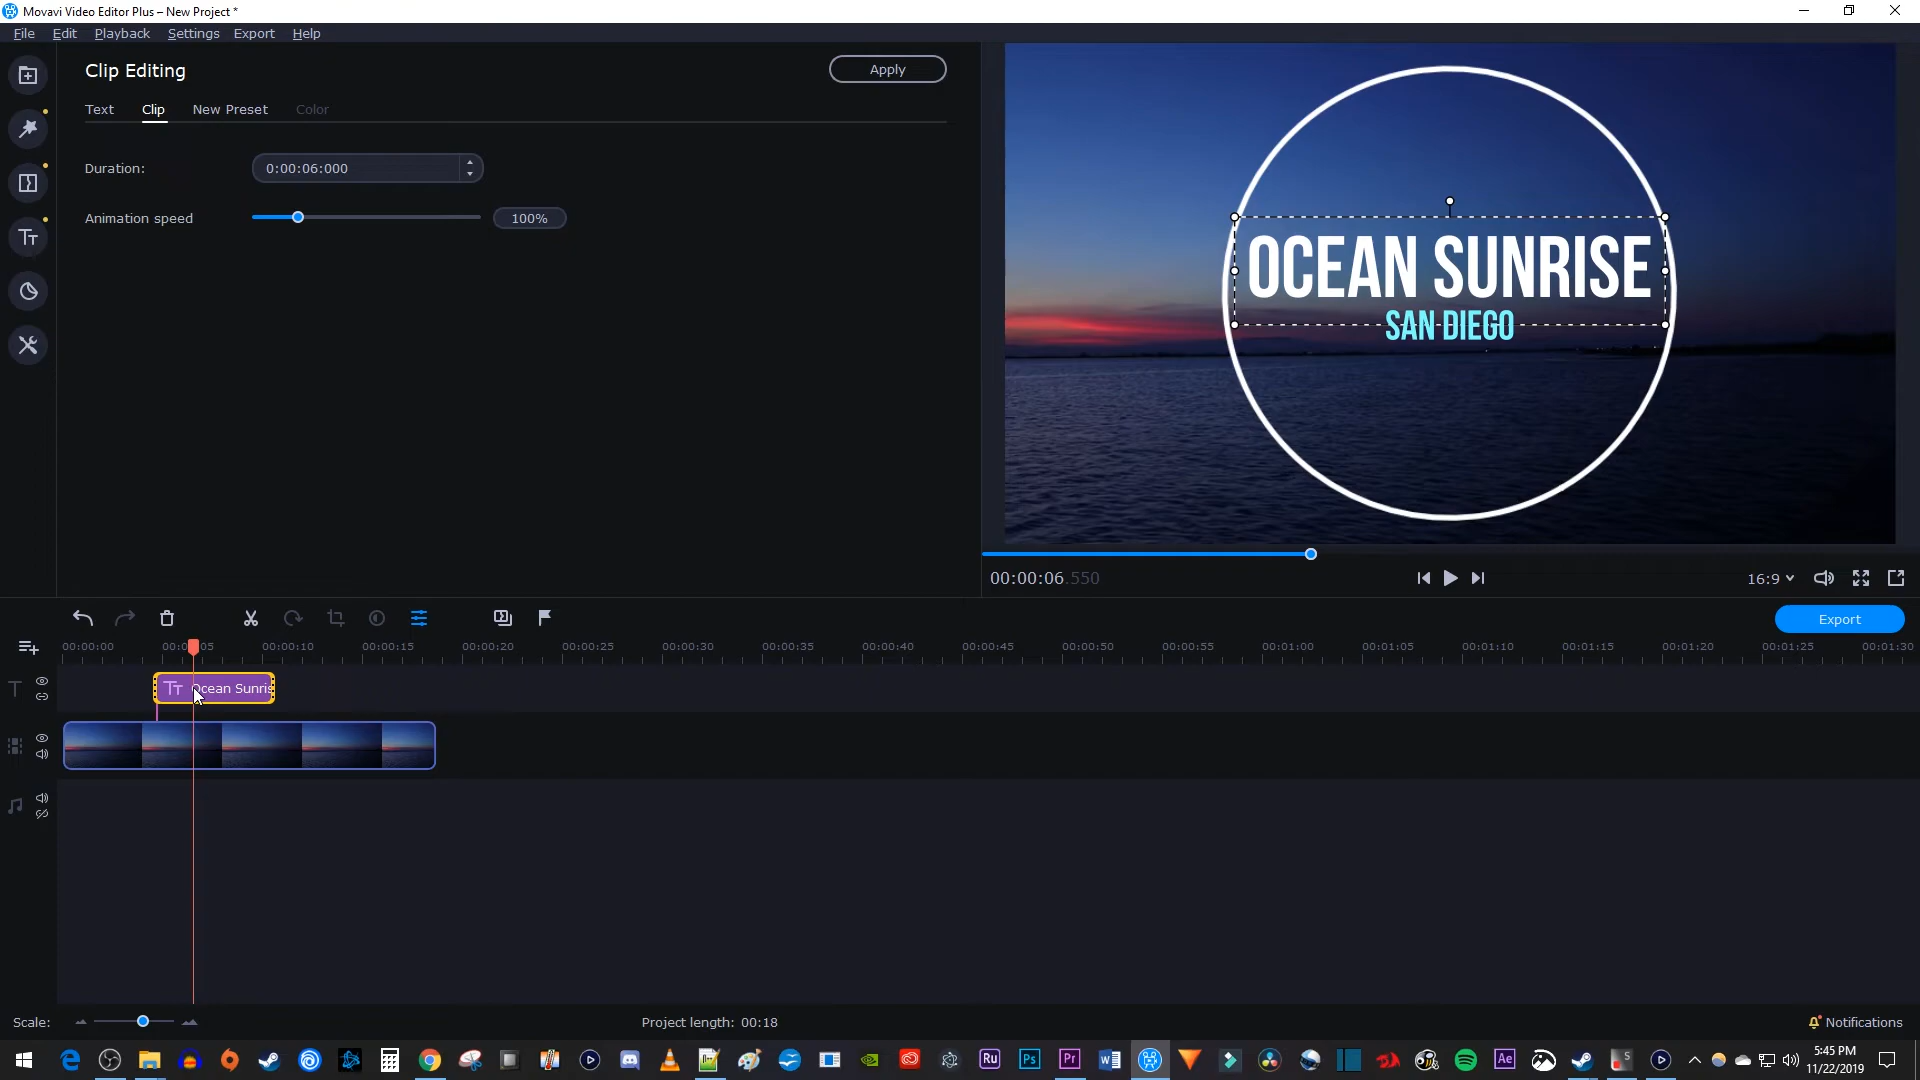 Movavi Video Editor Plus – New Project *
File Edit Playback Settings Export Help
Clip Editing
Apply
Text Clip New Preset Color
Duration: 0:00:06:000
Animation speed 100%
OCEAN SUNRISE
SAN DIEGO
00:00:06.550
16:9
Export
00:00:00 00:00:05 00:00:10 00:00:15 00:00:20 00:00:25 00:00:30 00:00:35 00:00:40 00:00:45 00:00:50 00:00:55 00:01:00 00:01:05 00:01:10 00:01:15 00:01:20 00:01:25 00:01:30
T Tт Ocean Sunris
Scale: Project length: 00:18 Notifications
Ru Ps Pr W Ae S
5:45 PM
11/22/2019